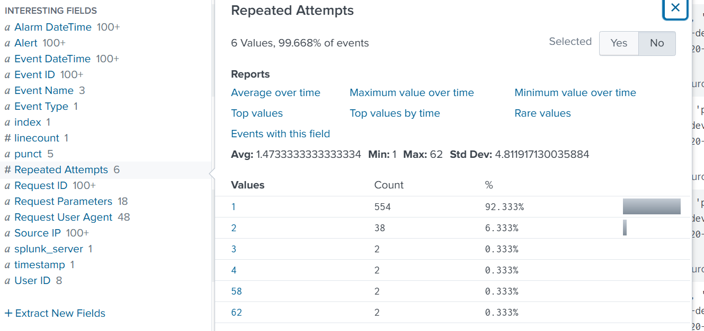 INTERESTING FIELDS
a Alarm DateTime 100+
a Alert 100+
a Event DateTime 100+
a Event ID 100+
a Event Name 3
a Event Type 1
a index 1
# linecount 1
a punct 5
# Repeated Attempts 6
a Request ID 100+
a Request Parameters 18
a Request User Agent 48
a Source IP 100+
a splunk_server 1
a timestamp 1
a User ID 8
+ Extract New Fields
Repeated Attempts
6 Values, 99.668% of events
Selected Yes No
Reports
Average over time Maximum value over time Minimum value over time
Top values Top values by time Rare values
Events with this field
Avg: 1.4733333333333334 Min: 1 Max: 62 Std Dev: 4.811917130035884
Values Count %
1 554 92.333%
2 38 6.333%
3 2 0.333%
4 2 0.333%
58 2 0.333%
62 2 0.333%